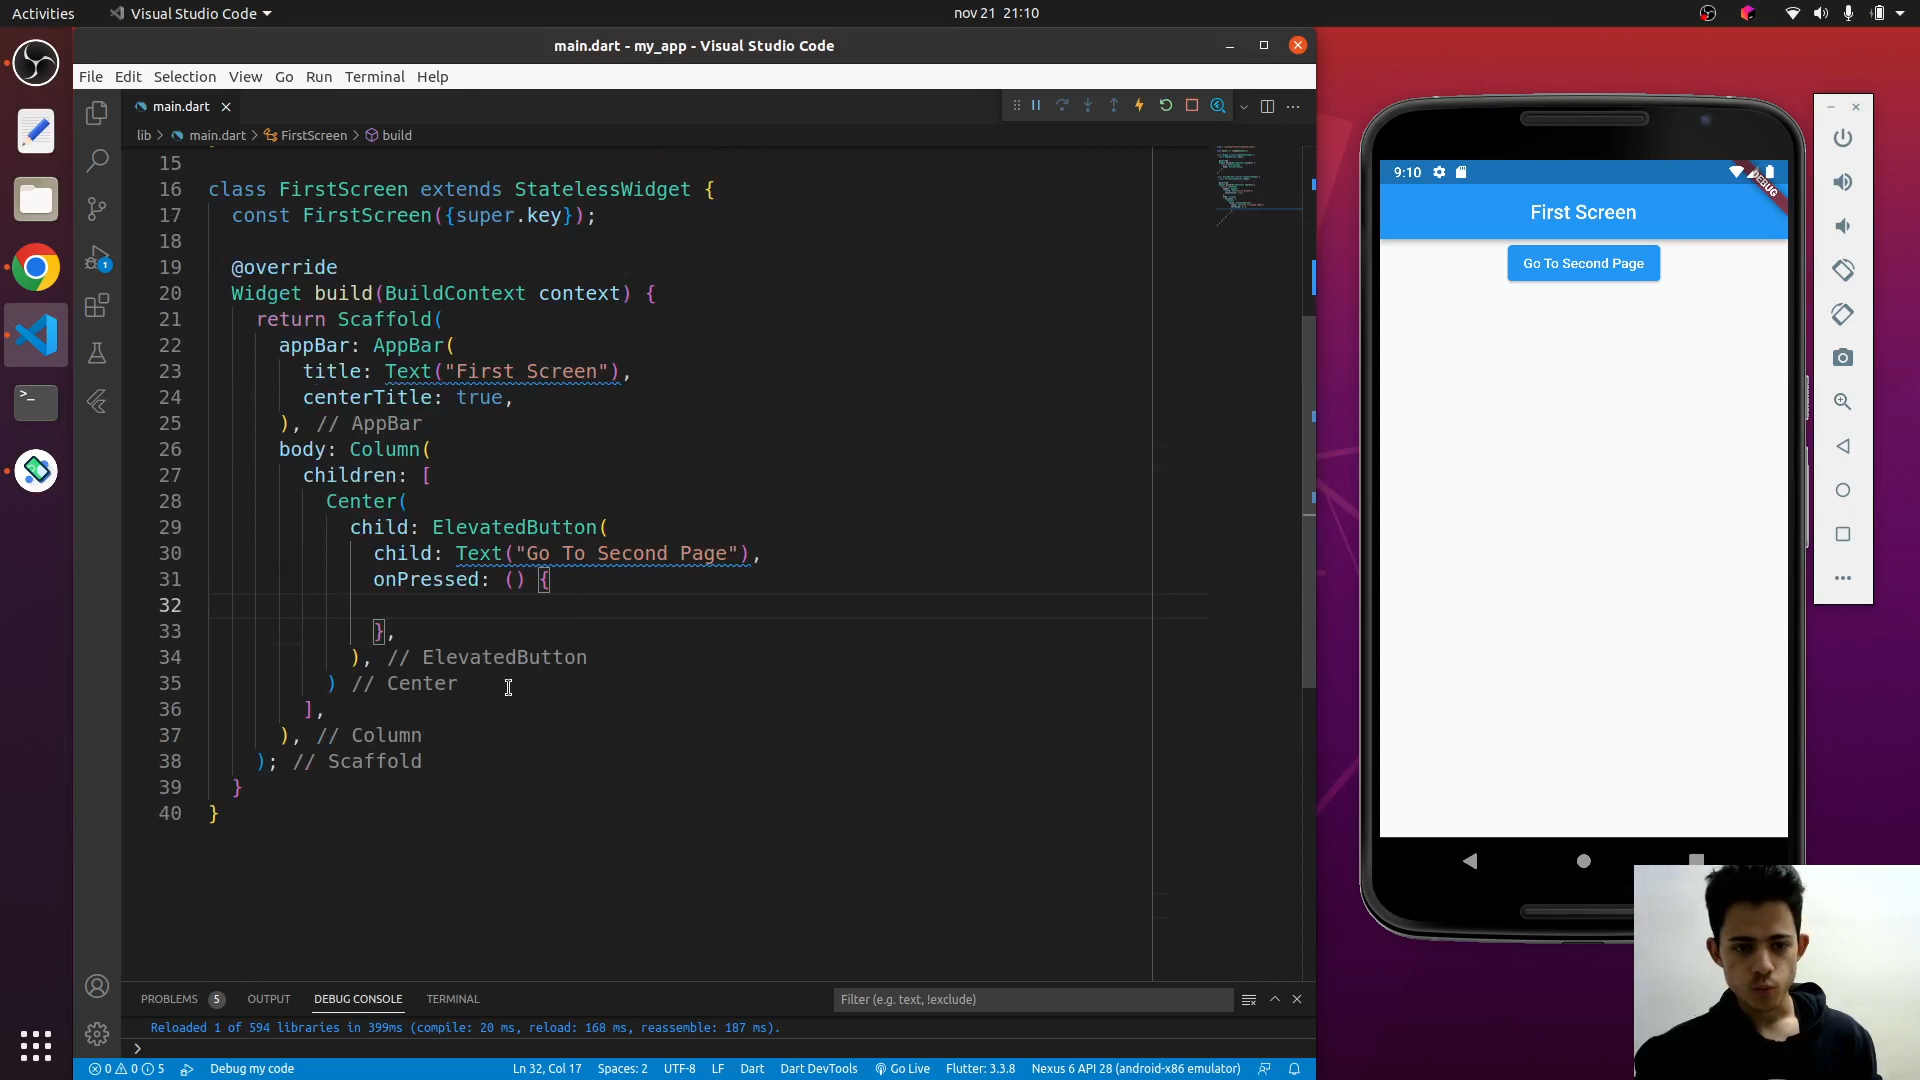 Activities
Visual Studio Code
nov 21 21:10
main.dart - my_app - Visual Studio Code
File Edit Selection View Go Run Terminal Help
main.dart
lib > main.dart > FirstScreen > build
15
16 class FirstScreen extends StatelessWidget {
17 const FirstScreen({super.key});
18
19 @override
20 Widget build(BuildContext context) {
21 return Scaffold(
22 appBar: AppBar(
23 title: Text("First Screen"),
24 centerTitle: true,
25 ), // AppBar
26 body: Column(
27 children: [
28 Center(
29 child: ElevatedButton(
30 child: Text("Go To Second Page"),
31 onPressed: () {
32
33 },
34 ), // ElevatedButton
35 ) // Center
36 ],
37 ), // Column
38 ); // Scaffold
39 }
40 }
1
PROBLEMS 5 OUTPUT DEBUG CONSOLE TERMINAL
Filter (e.g. text, !exclude)
Reloaded 1 of 594 libraries in 399ms (compile: 20 ms, reload: 168 ms, reassemble: 187 ms).
>
0 0 5 Debug my code
Ln 32, Col 17 Spaces: 2 UTF-8 LF Dart Dart DevTools Go Live Flutter: 3.3.8 Nexus 6 API 28 (android-x86 emulator)
9:10
DEBUG
First Screen
Go To Second Page